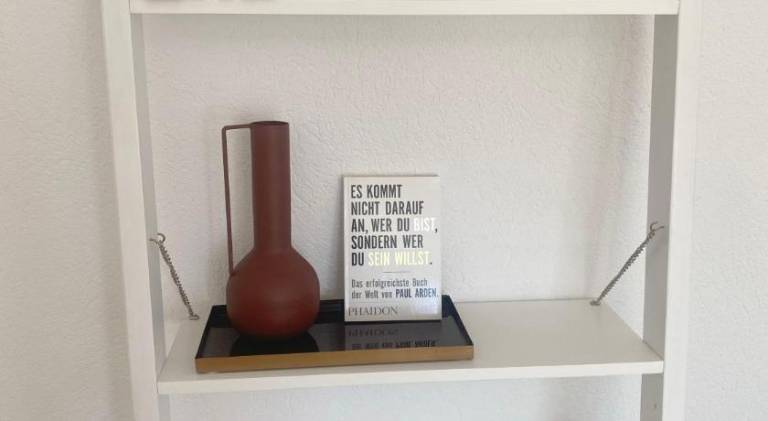 ES KOMMT
NICHT DARAUF
AN, WER DU BIST,
SONDERN WER
DU SEIN WILLST.
Das erfolgreichste Buch
der Welt von PAUL ARDEN.
PHAIDON